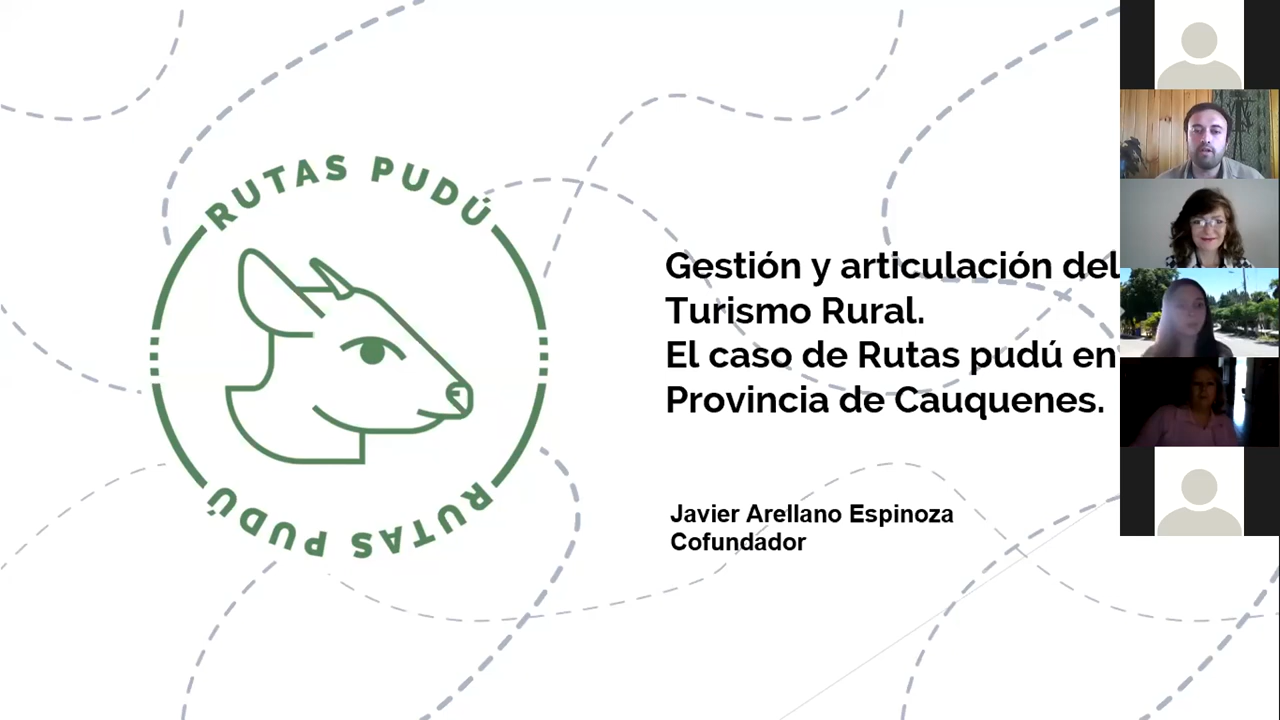 RUTAS PUDÚ
Gestión y articulación del
Turismo Rural.
El caso de Rutas pudú en
Provincia de Cauquenes.
RUTAS PUDÚ
Javier Arellano Espinoza
Cofundador